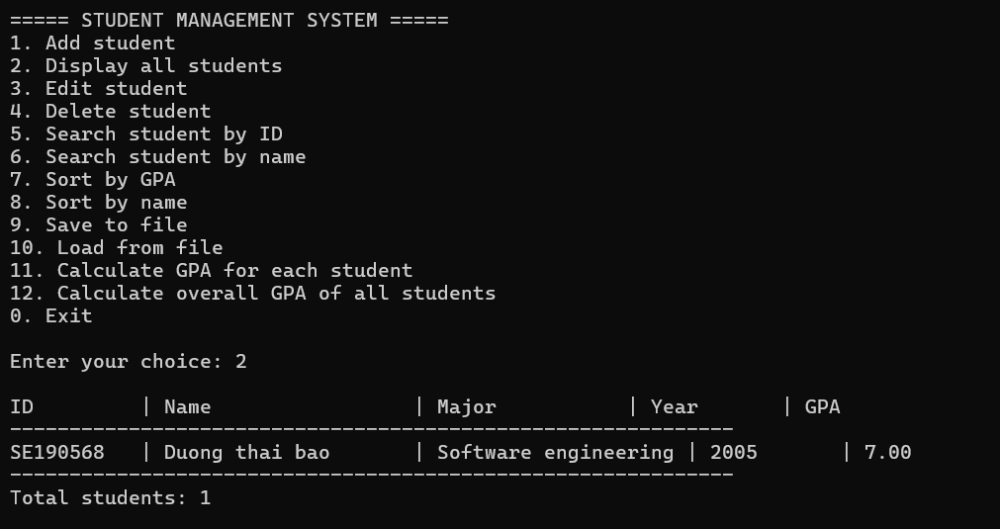 ===== STUDENT MANAGEMENT SYSTEM =====
1. Add student
2. Display all students
3. Edit student
4. Delete student
5. Search student by ID
6. Search student by name
7. Sort by GPA
8. Sort by name
9. Save to file
10. Load from file
11. Calculate GPA for each student
12. Calculate overall GPA of all students
0. Exit

Enter your choice: 2

ID         | Name                 | Major           | Year       | GPA
-------------------------------------------------------------
SE190568   | Duong thai bao       | Software engineering | 2005       | 7.00
-------------------------------------------------------------
Total students: 1